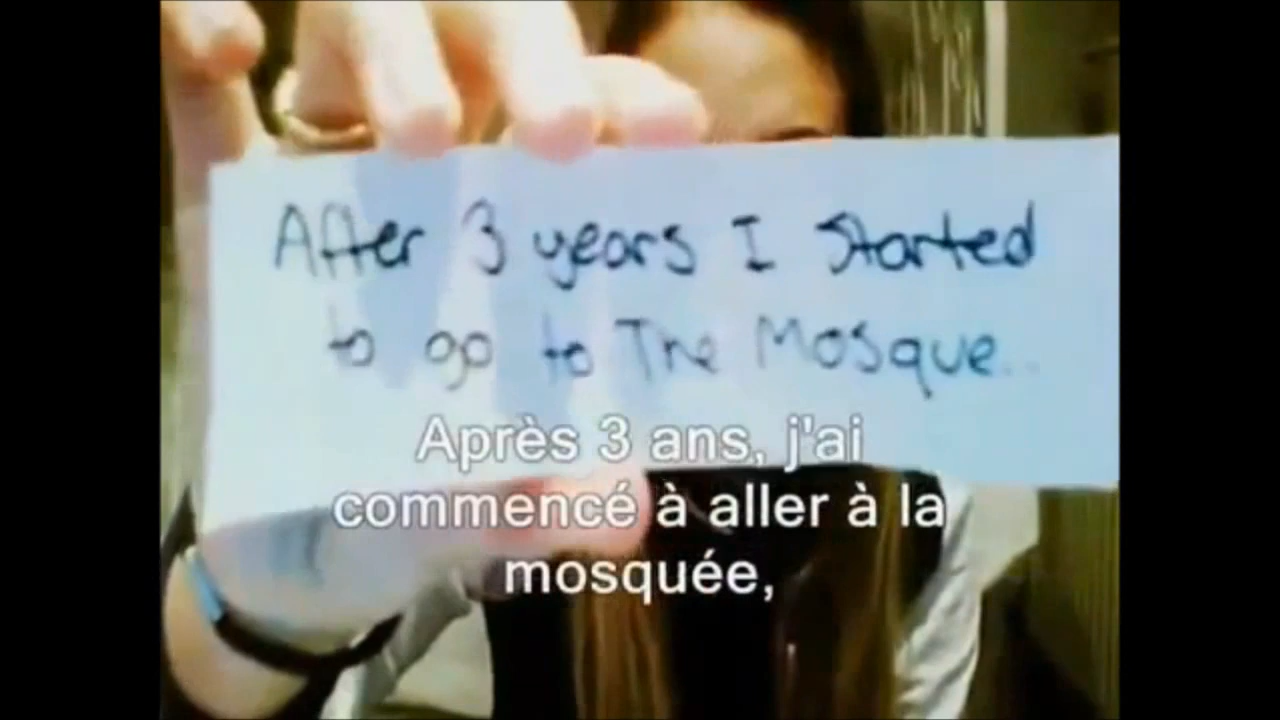 After 3 years I started
to go to The Mosque...
Après 3 ans, j'ai
commencé à aller à la
mosquée,